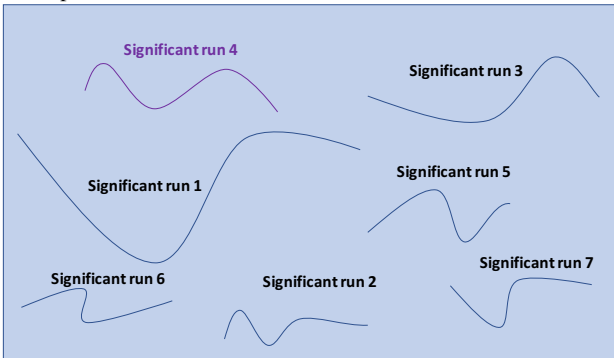 Significant run 4
Significant run 3
Significant run 1
Significant run 5
Significant run 6
Significant run 2
Significant run 7